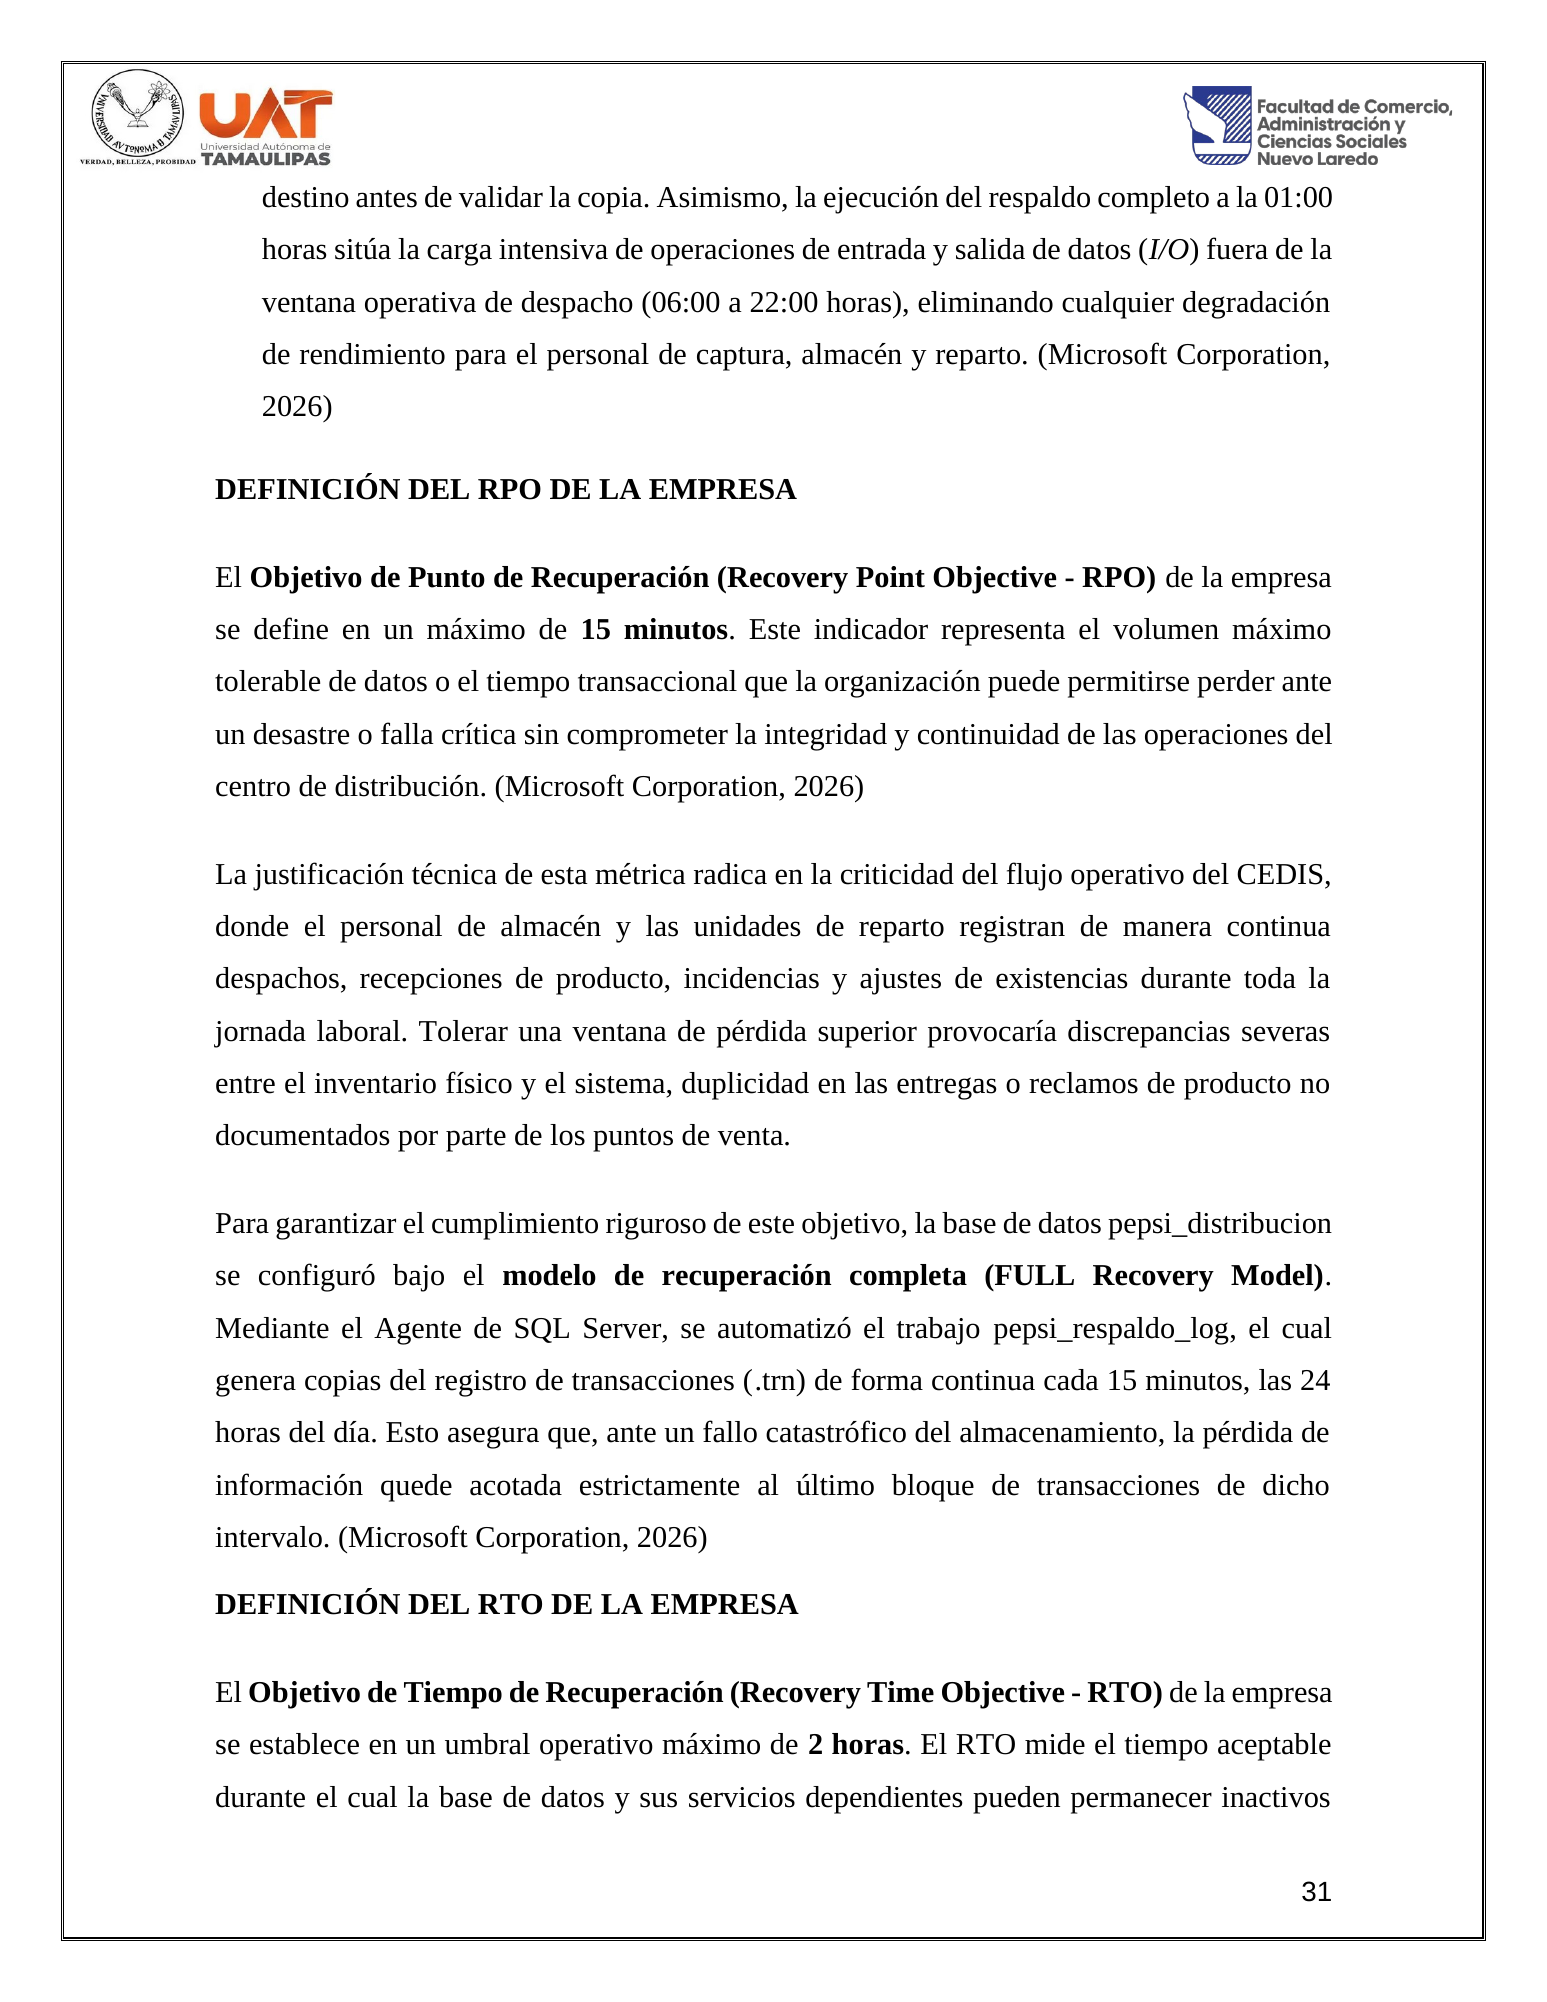 UNIVERSIDAD AUTONOMA DE TAMAULIPAS
VERDAD, BELLEZA, PROBIDAD
UAT
Universidad Autónoma de
TAMAULIPAS
Facultad de Comercio,
Administración y
Ciencias Sociales
Nuevo Laredo
destino antes de validar la copia. Asimismo, la ejecución del respaldo completo a la 01:00
horas sitúa la carga intensiva de operaciones de entrada y salida de datos (I/O) fuera de la
ventana operativa de despacho (06:00 a 22:00 horas), eliminando cualquier degradación
de rendimiento para el personal de captura, almacén y reparto. (Microsoft Corporation,
2026)
DEFINICIÓN DEL RPO DE LA EMPRESA
El Objetivo de Punto de Recuperación (Recovery Point Objective - RPO) de la empresa
se define en un máximo de 15 minutos. Este indicador representa el volumen máximo
tolerable de datos o el tiempo transaccional que la organización puede permitirse perder ante
un desastre o falla crítica sin comprometer la integridad y continuidad de las operaciones del
centro de distribución. (Microsoft Corporation, 2026)
La justificación técnica de esta métrica radica en la criticidad del flujo operativo del CEDIS,
donde el personal de almacén y las unidades de reparto registran de manera continua
despachos, recepciones de producto, incidencias y ajustes de existencias durante toda la
jornada laboral. Tolerar una ventana de pérdida superior provocaría discrepancias severas
entre el inventario físico y el sistema, duplicidad en las entregas o reclamos de producto no
documentados por parte de los puntos de venta.
Para garantizar el cumplimiento riguroso de este objetivo, la base de datos pepsi_distribucion
se configuró bajo el modelo de recuperación completa (FULL Recovery Model).
Mediante el Agente de SQL Server, se automatizó el trabajo pepsi_respaldo_log, el cual
genera copias del registro de transacciones (.trn) de forma continua cada 15 minutos, las 24
horas del día. Esto asegura que, ante un fallo catastrófico del almacenamiento, la pérdida de
información quede acotada estrictamente al último bloque de transacciones de dicho
intervalo. (Microsoft Corporation, 2026)
DEFINICIÓN DEL RTO DE LA EMPRESA
El Objetivo de Tiempo de Recuperación (Recovery Time Objective - RTO) de la empresa
se establece en un umbral operativo máximo de 2 horas. El RTO mide el tiempo aceptable
durante el cual la base de datos y sus servicios dependientes pueden permanecer inactivos
31